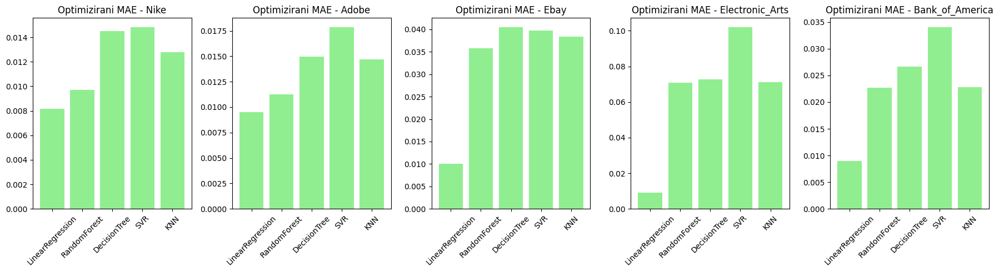 Optimizirani MAE - Nike
0.014
0.012
0.010
0.008
0.006
0.004
0.002
0.000
LinearRegression
RandomForest
DecisionTree
SVR
KNN
Optimizirani MAE - Adobe
0.0175
0.0150
0.0125
0.0100
0.0075
0.0050
0.0025
0.0000
LinearRegression
RandomForest
DecisionTree
SVR
KNN
Optimizirani MAE - Ebay
0.040
0.035
0.030
0.025
0.020
0.015
0.010
0.005
0.000
LinearRegression
RandomForest
DecisionTree
SVR
KNN
Optimizirani MAE - Electronic_Arts
0.10
0.08
0.06
0.04
0.02
0.00
LinearRegression
RandomForest
DecisionTree
SVR
KNN
Optimizirani MAE - Bank_of_America
0.035
0.030
0.025
0.020
0.015
0.010
0.005
0.000
LinearRegression
RandomForest
DecisionTree
SVR
KNN